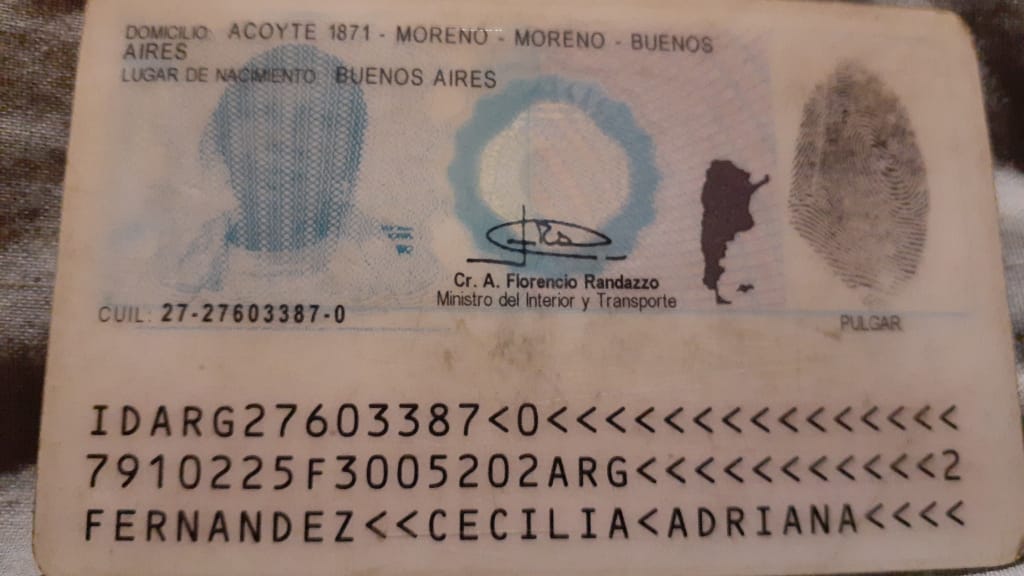 DOMICILIO: ACOYTE 1871 - MORENO - MORENO - BUENOS
AIRES
LUGAR DE NACIMIENTO: BUENOS AIRES
Cr. A. Florencio Randazzo
Ministro del Interior y Transporte
CUIL: 27-27603387-0
PULGAR
IDARG27603387<0<<<<<<<<<<<<<<<
7910225F3005202ARG<<<<<<<<<<<2
FERNANDEZ<<CECILIA<ADRIANA<<<<